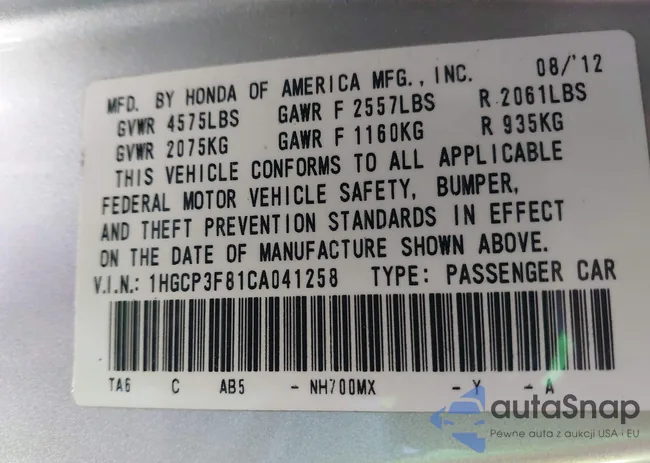 MFD. BY HONDA OF AMERICA MFG., INC. 08/'12
GVWR 4575LBS GAWR F 2557LBS R 2061LBS
GVWR 2075KG GAWR F 1160KG R 935KG
THIS VEHICLE CONFORMS TO ALL APPLICABLE
FEDERAL MOTOR VEHICLE SAFETY, BUMPER,
AND THEFT PREVENTION STANDARDS IN EFFECT
ON THE DATE OF MANUFACTURE SHOWN ABOVE.
V.I.N.: 1HGCP3F81CA041258 TYPE: PASSENGER CAR
TA6 C AB5 - NH700MX - Y - A
autaSnap
Pewne auta z aukcji USA i EU